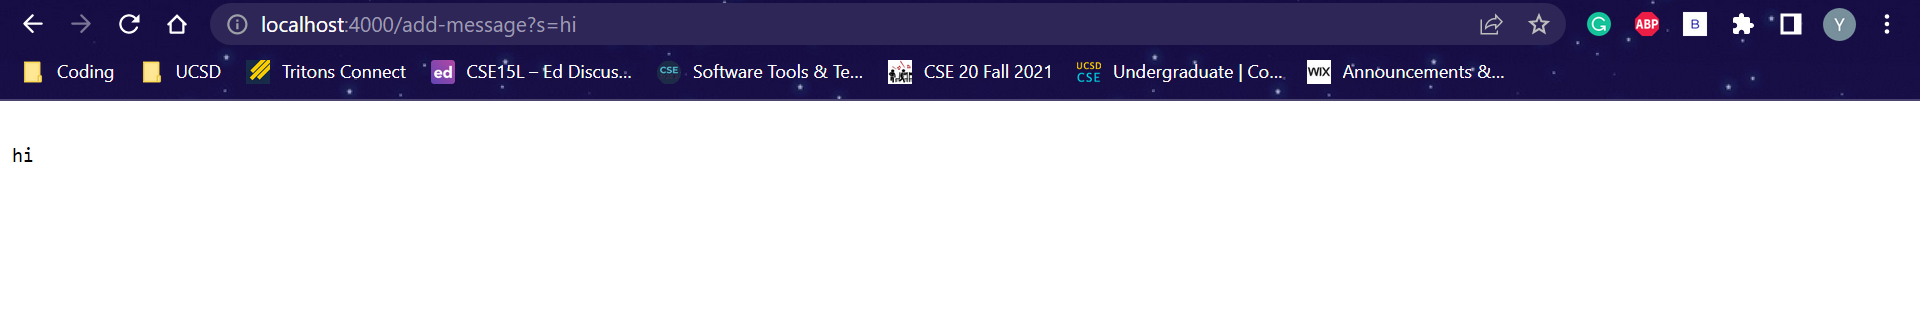 localhost:4000/add-message?s=hi
G ABP B Y
Coding UCSD Tritons Connect ed CSE15L – Ed Discus... CSE Software Tools & Te... CSE 20 Fall 2021 UCSD CSE Undergraduate | Co... WIX Announcements &...
hi